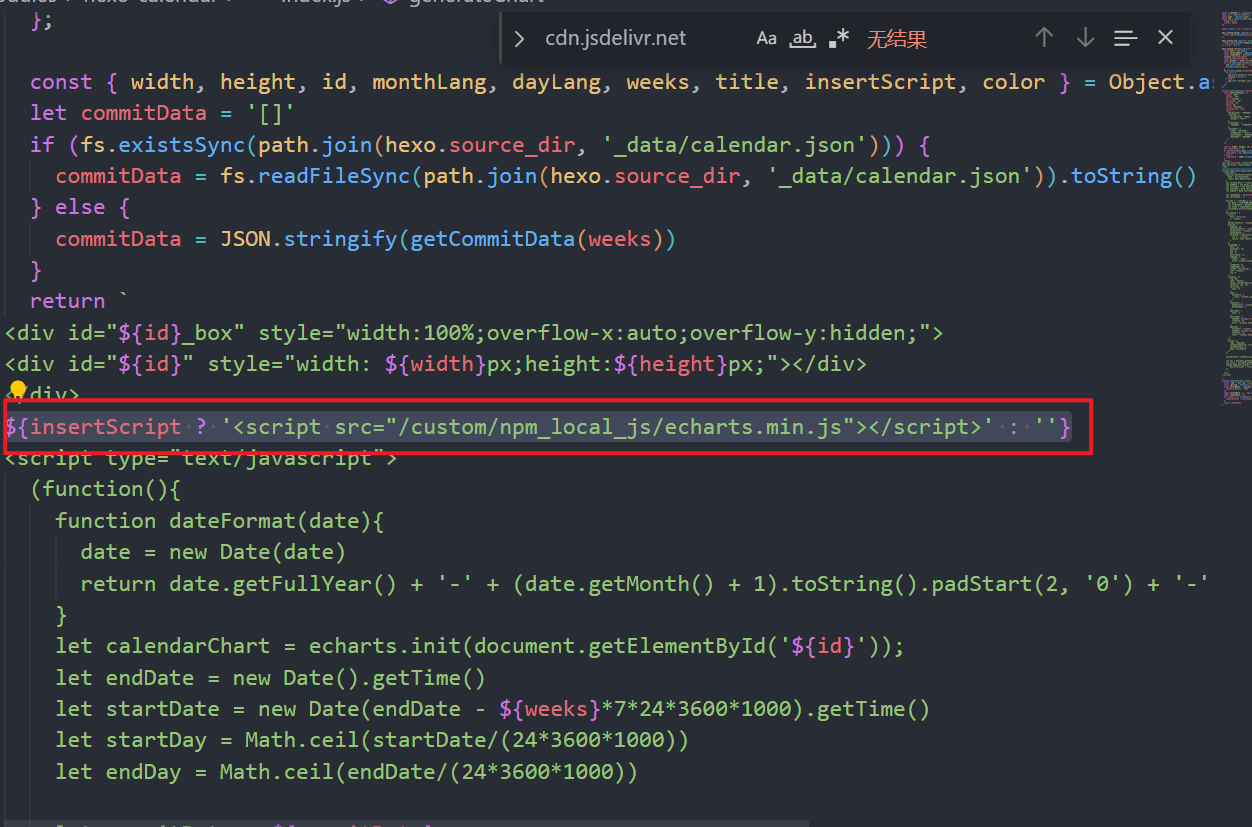 hexo-calendar
index.js
generateChart
};
cdn.jsdelivr.net
Aa
ab
.*
无结果
const { width, height, id, monthLang, dayLang, weeks, title, insertScript, color } = Object.as
let commitData = '[]'
if (fs.existsSync(path.join(hexo.source_dir, '_data/calendar.json'))) {
commitData = fs.readFileSync(path.join(hexo.source_dir, '_data/calendar.json')).toString()
} else {
commitData = JSON.stringify(getCommitData(weeks))
}
return `
<div id="${id}_box" style="width:100%;overflow-x:auto;overflow-y:hidden;">
<div id="${id}" style="width: ${width}px;height:${height}px;"></div>
</div>
${insertScript ? '<script src="/custom/npm_local_js/echarts.min.js"></script>' : ''}
<script type="text/javascript">
(function(){
function dateFormat(date){
date = new Date(date)
return date.getFullYear() + '-' + (date.getMonth() + 1).toString().padStart(2, '0') + '-'
}
let calendarChart = echarts.init(document.getElementById('${id}'));
let endDate = new Date().getTime()
let startDate = new Date(endDate - ${weeks}*7*24*3600*1000).getTime()
let startDay = Math.ceil(startDate/(24*3600*1000))
let endDay = Math.ceil(endDate/(24*3600*1000))